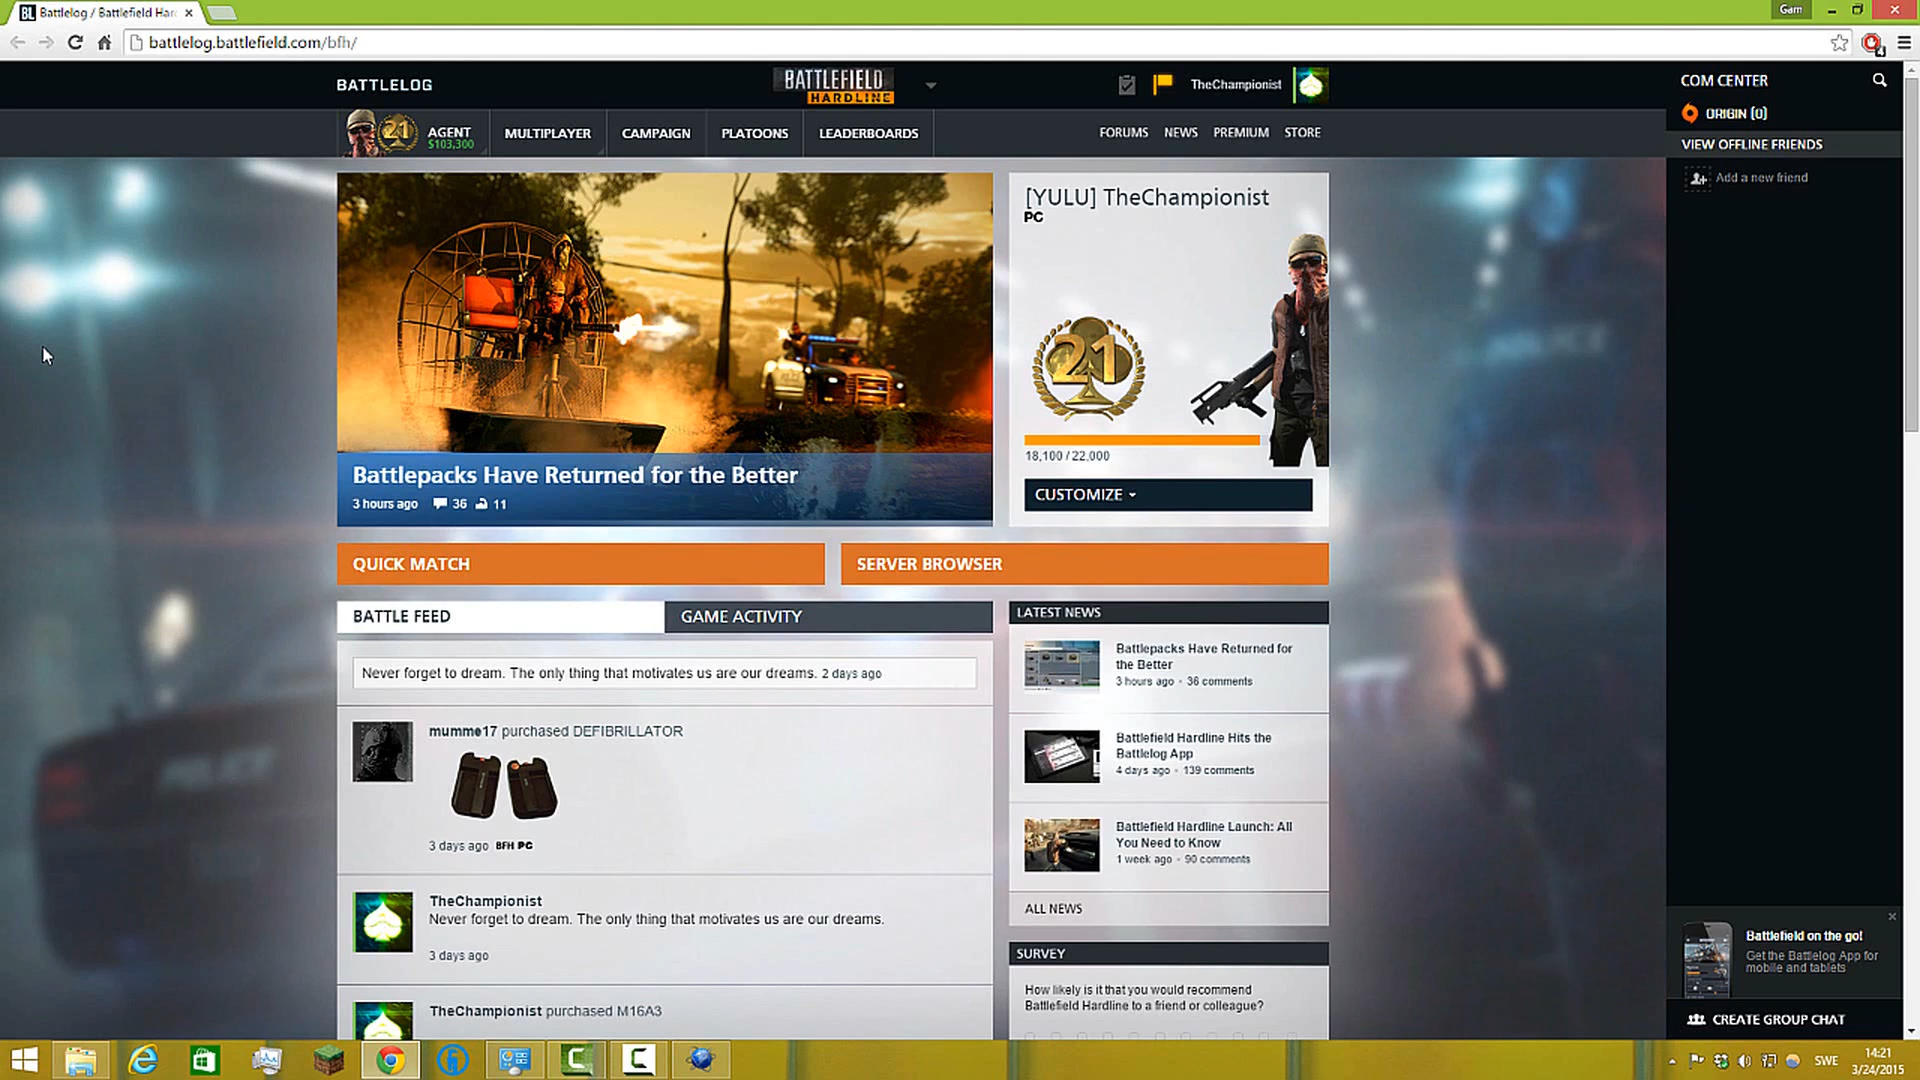 BL Battlelog / Battlefield Har
Gam
battlelog.battlefield.com/bfh/
4
BATTLELOG
BATTLEFIELD
HARDLINE
TheChampionist
COM CENTER
ORIGIN (0)
VIEW OFFLINE FRIENDS
Add a new friend
21
AGENT
$103,300
MULTIPLAYER
CAMPAIGN
PLATOONS
LEADERBOARDS
FORUMS
NEWS
PREMIUM
STORE
[YULU] TheChampionist
PC
21
18,100 / 22,000
CUSTOMIZE
Battlepacks Have Returned for the Better
3 hours ago 36 11
QUICK MATCH
SERVER BROWSER
BATTLE FEED
GAME ACTIVITY
Never forget to dream. The only thing that motivates us are our dreams. 2 days ago
mumme17 purchased DEFIBRILLATOR
3 days ago BFH PC
TheChampionist
Never forget to dream. The only thing that motivates us are our dreams.
3 days ago
TheChampionist purchased M16A3
LATEST NEWS
Battlepacks Have Returned for
the Better
3 hours ago • 36 comments
Battlefield Hardline Hits the
Battlelog App
4 days ago • 139 comments
Battlefield Hardline Launch: All
You Need to Know
1 week ago • 90 comments
ALL NEWS
SURVEY
How likely is it that you would recommend
Battlefield Hardline to a friend or colleague?
POLICE
POLICE
Battlefield on the go!
Get the Battlelog App for
mobile and tablets
CREATE GROUP CHAT
SWE
14:21
3/24/2015